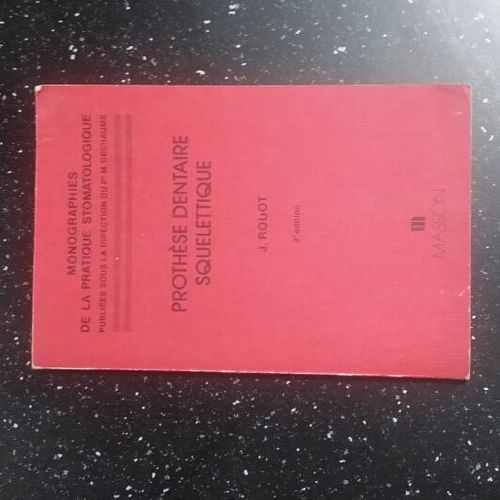 MONOGRAPHIES
DE LA PRATIQUE STOMATOLOGIQUE
PUBLIÉES SOUS LA DIRECTION DU Pr M. DECHAUME
PROTHÈSE DENTAIRE
SQUELETTIQUE
J. ROUOT
2e édition
MASSON